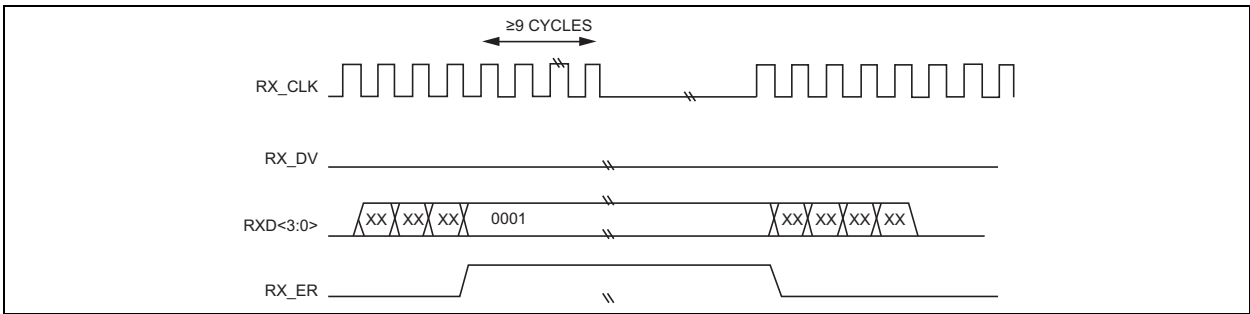 ≥9 CYCLES
RX_CLK
RX_DV
RXD<3:0> XX XX XX 0001 XX XX XX XX
RX_ER